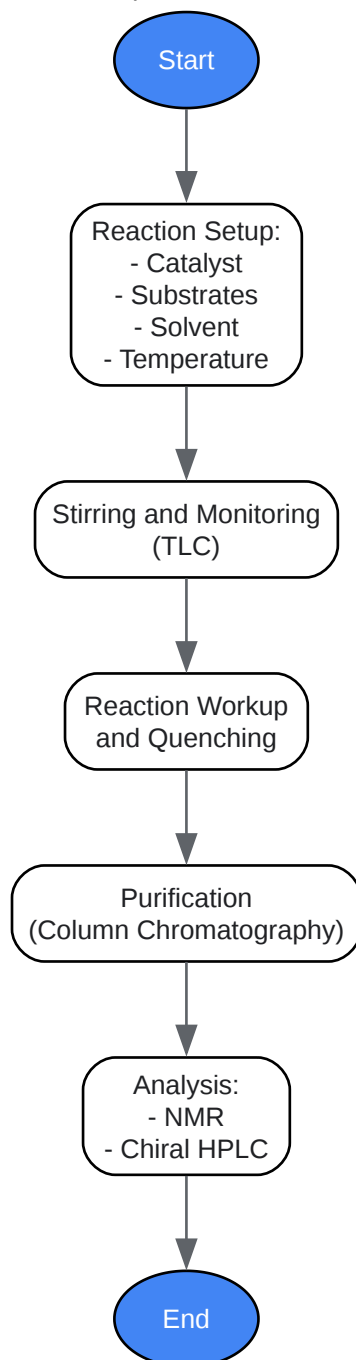 Start
Reaction Setup:
- Catalyst
- Substrates
- Solvent
- Temperature
Stirring and Monitoring
(TLC)
Reaction Workup
and Quenching
Purification
(Column Chromatography)
Analysis:
- NMR
- Chiral HPLC
End